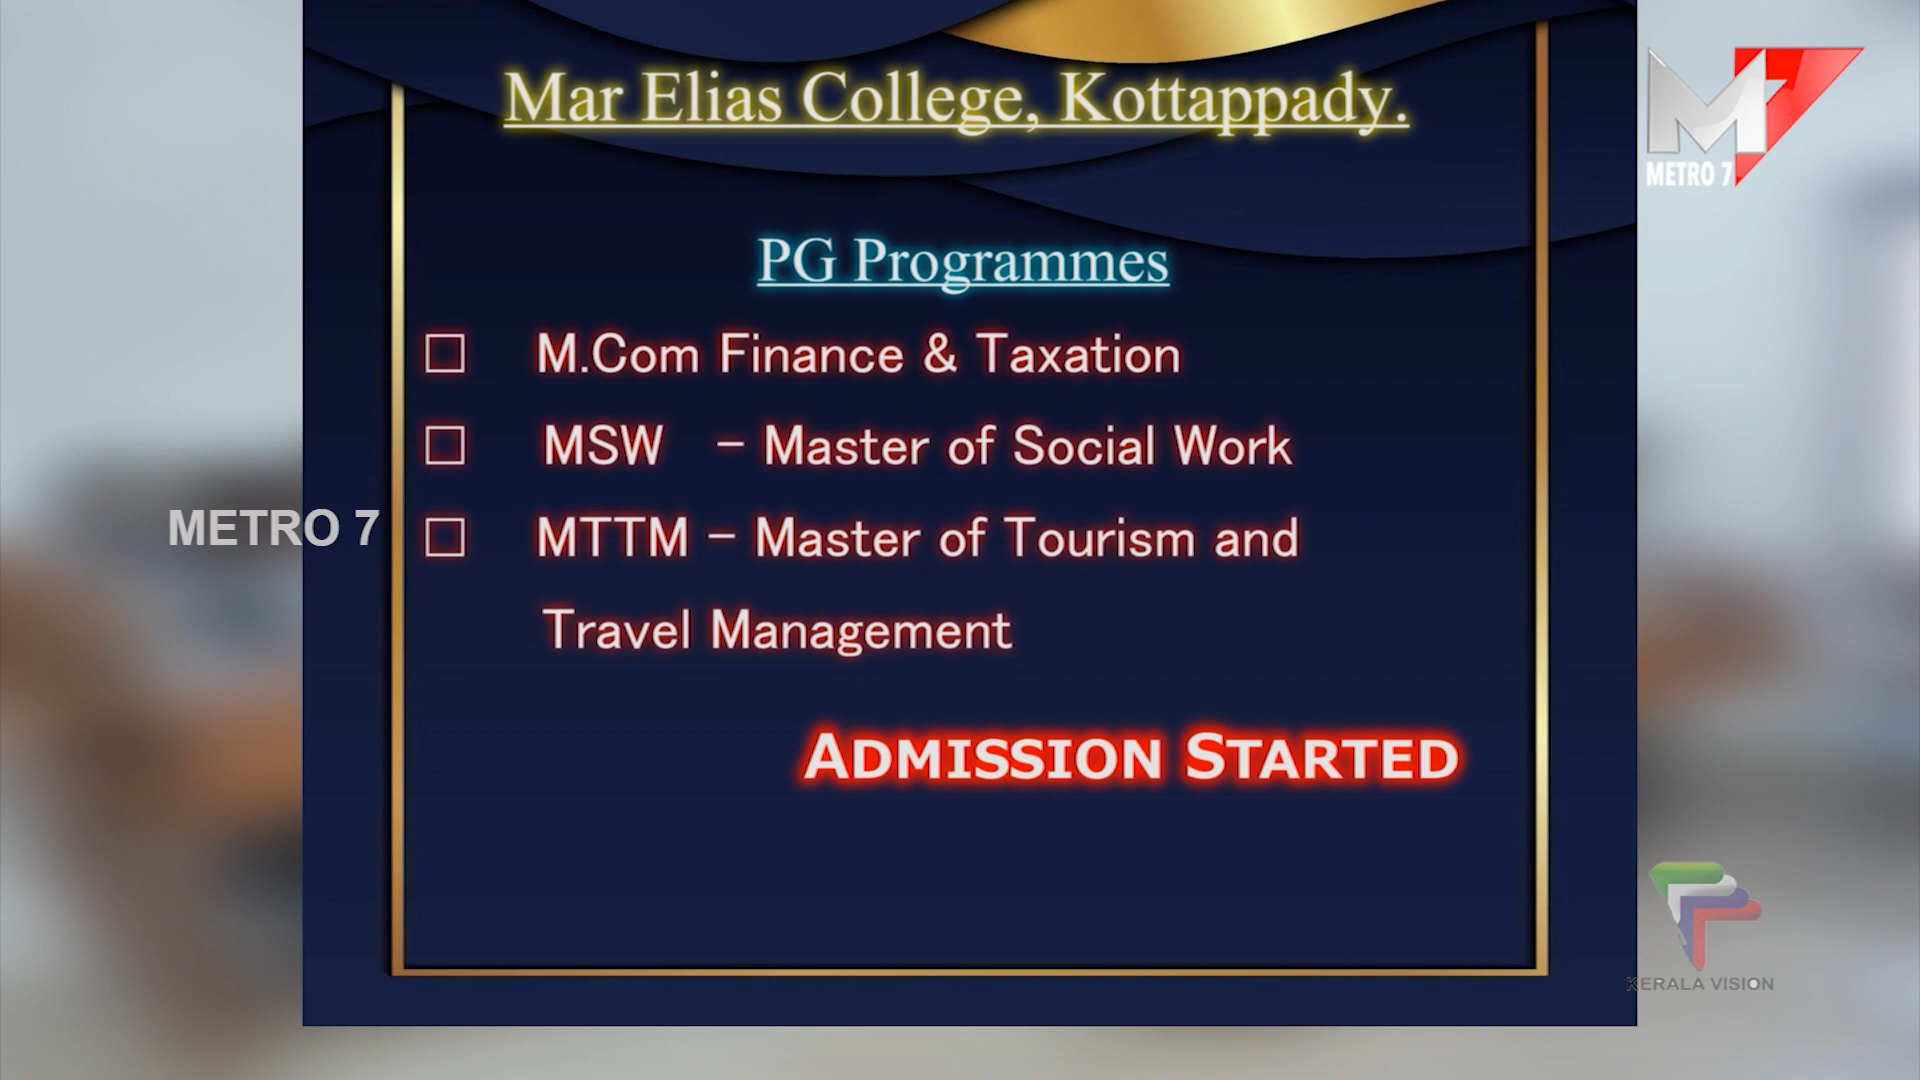 Mar Elias College, Kottappady.
PG Programmes
☐ M.Com Finance & Taxation
☐ MSW – Master of Social Work
☐ MTTM – Master of Tourism and
Travel Management
ADMISSION STARTED
METRO 7
M7
METRO 7
KERALA VISION